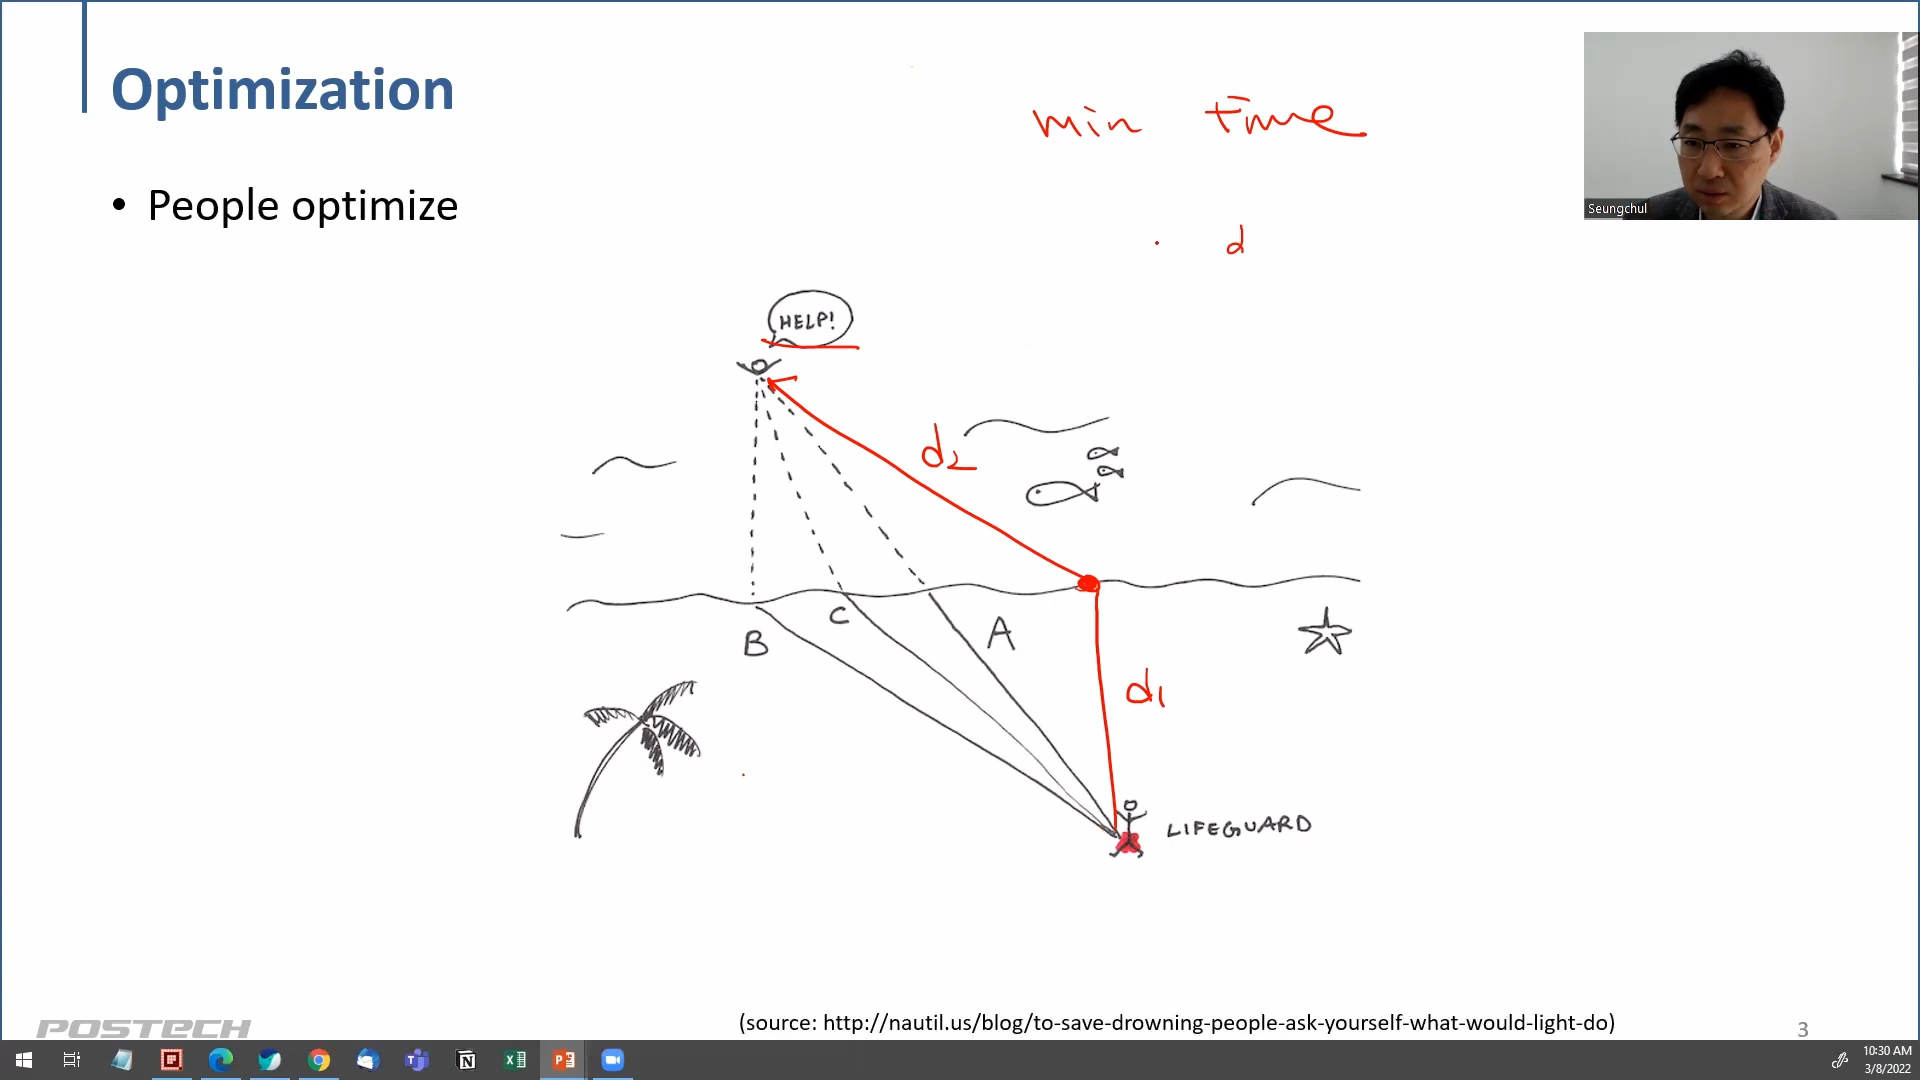 Optimization
min time
Seungchul
• People optimize
d
HELP!
d2
B
C
A
d1
LIFEGUARD
(source: http://nautil.us/blog/to-save-drowning-people-ask-yourself-what-would-light-do)
POSTECH
3
10:30 AM
3/8/2022